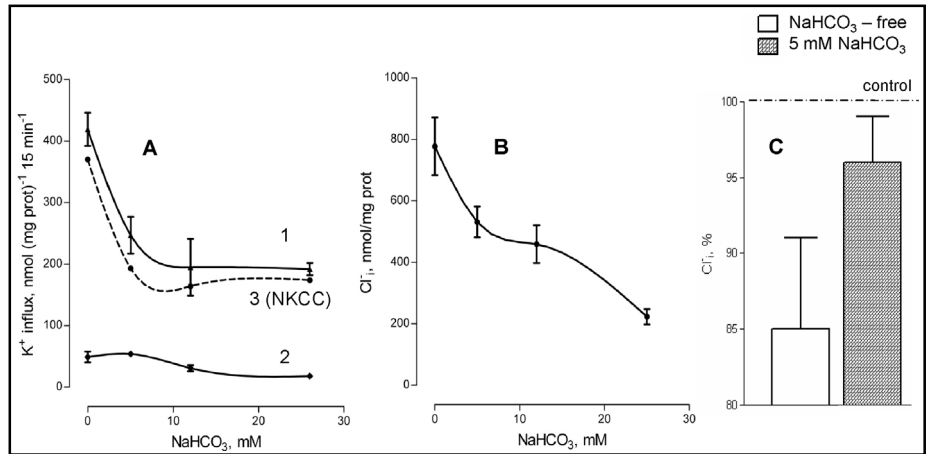 NaHCO₃ – free
5 mM NaHCO₃
A
K⁺ influx, nmol (mg prot)⁻¹ 15 min⁻¹
500
400
300
200
100
0
1
3 (NKCC)
2
0
10
20
30
NaHCO₃, mM
B
Cl⁻ᵢ, nmol/mg prot
1000
800
600
400
200
0
0
10
20
30
NaHCO₃, mM
control
C
Cl⁻ᵢ, %
100
95
90
85
80